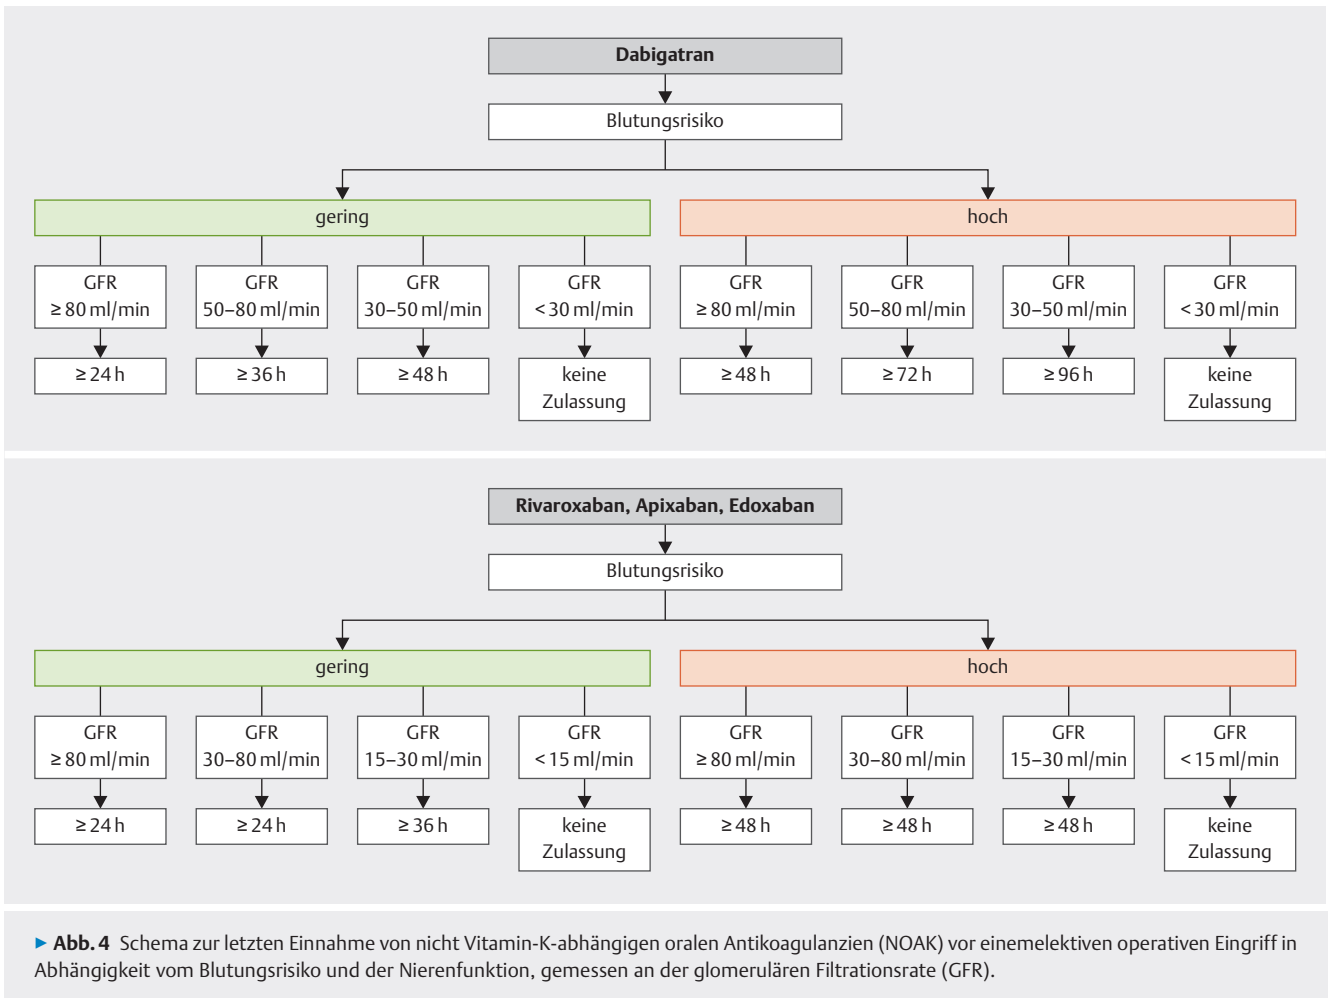 Dabigatran
Blutungsrisiko
gering
hoch
GFR
≥ 80 ml/min
GFR
50–80 ml/min
GFR
30–50 ml/min
GFR
< 30 ml/min
GFR
≥ 80 ml/min
GFR
50–80 ml/min
GFR
30–50 ml/min
GFR
< 30 ml/min
≥ 24 h
≥ 36 h
≥ 48 h
keine
Zulassung
≥ 48 h
≥ 72 h
≥ 96 h
keine
Zulassung
Rivaroxaban, Apixaban, Edoxaban
Blutungsrisiko
gering
hoch
GFR
≥ 80 ml/min
GFR
30–80 ml/min
GFR
15–30 ml/min
GFR
< 15 ml/min
GFR
≥ 80 ml/min
GFR
30–80 ml/min
GFR
15–30 ml/min
GFR
< 15 ml/min
≥ 24 h
≥ 24 h
≥ 36 h
keine
Zulassung
≥ 48 h
≥ 48 h
≥ 48 h
keine
Zulassung
▶ Abb. 4 Schema zur letzten Einnahme von nicht Vitamin-K-abhängigen oralen Antikoagulanzien (NOAK) vor einemelektiven operativen Eingriff in
Abhängigkeit vom Blutungsrisiko und der Nierenfunktion, gemessen an der glomerulären Filtrationsrate (GFR).